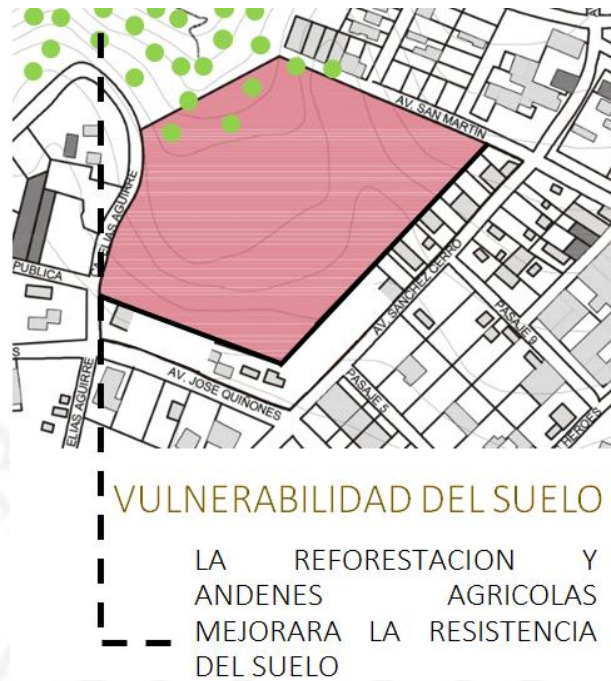 AV. SAN MARTÍN
ELIAS AGUIRRE
PUBLICA
AV. SANCHEZ CERRO
PASAJE 9
AV. JOSE QUIÑONES
PASAJE 5
HEROES
ELIAS AGUIRRE
VULNERABILIDAD DEL SUELO
LA REFORESTACION Y
ANDENES AGRICOLAS
MEJORARA LA RESISTENCIA
DEL SUELO